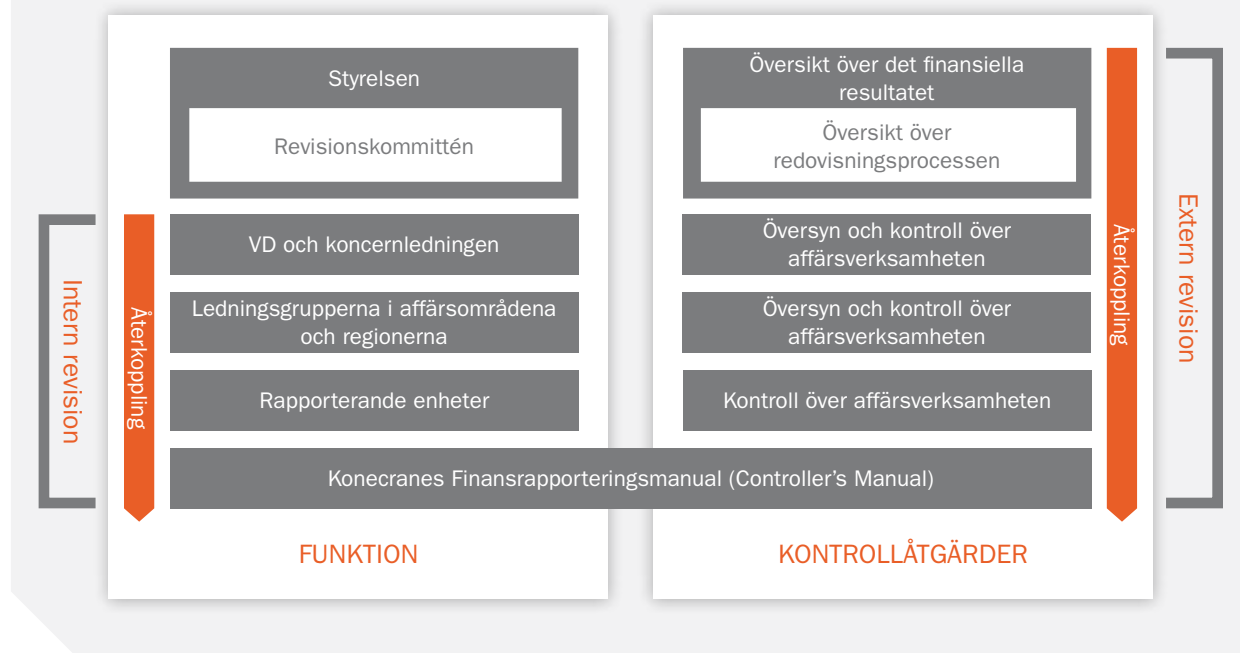 Styrelsen
Revisionskommittén
VD och koncernledningen
Ledningsgrupperna i affärsområdena
och regionerna
Rapporterande enheter
Översikt över det finansiella
resultatet
Översikt över
redovisningsprocessen
Översyn och kontroll över
affärsverksamheten
Översyn och kontroll över
affärsverksamheten
Kontroll över affärsverksamheten
Konecranes Finansrapporteringsmanual (Controller’s Manual)
FUNKTION
KONTROLLÅTGÄRDER
Intern revision
Återkoppling
Återkoppling
Extern revision